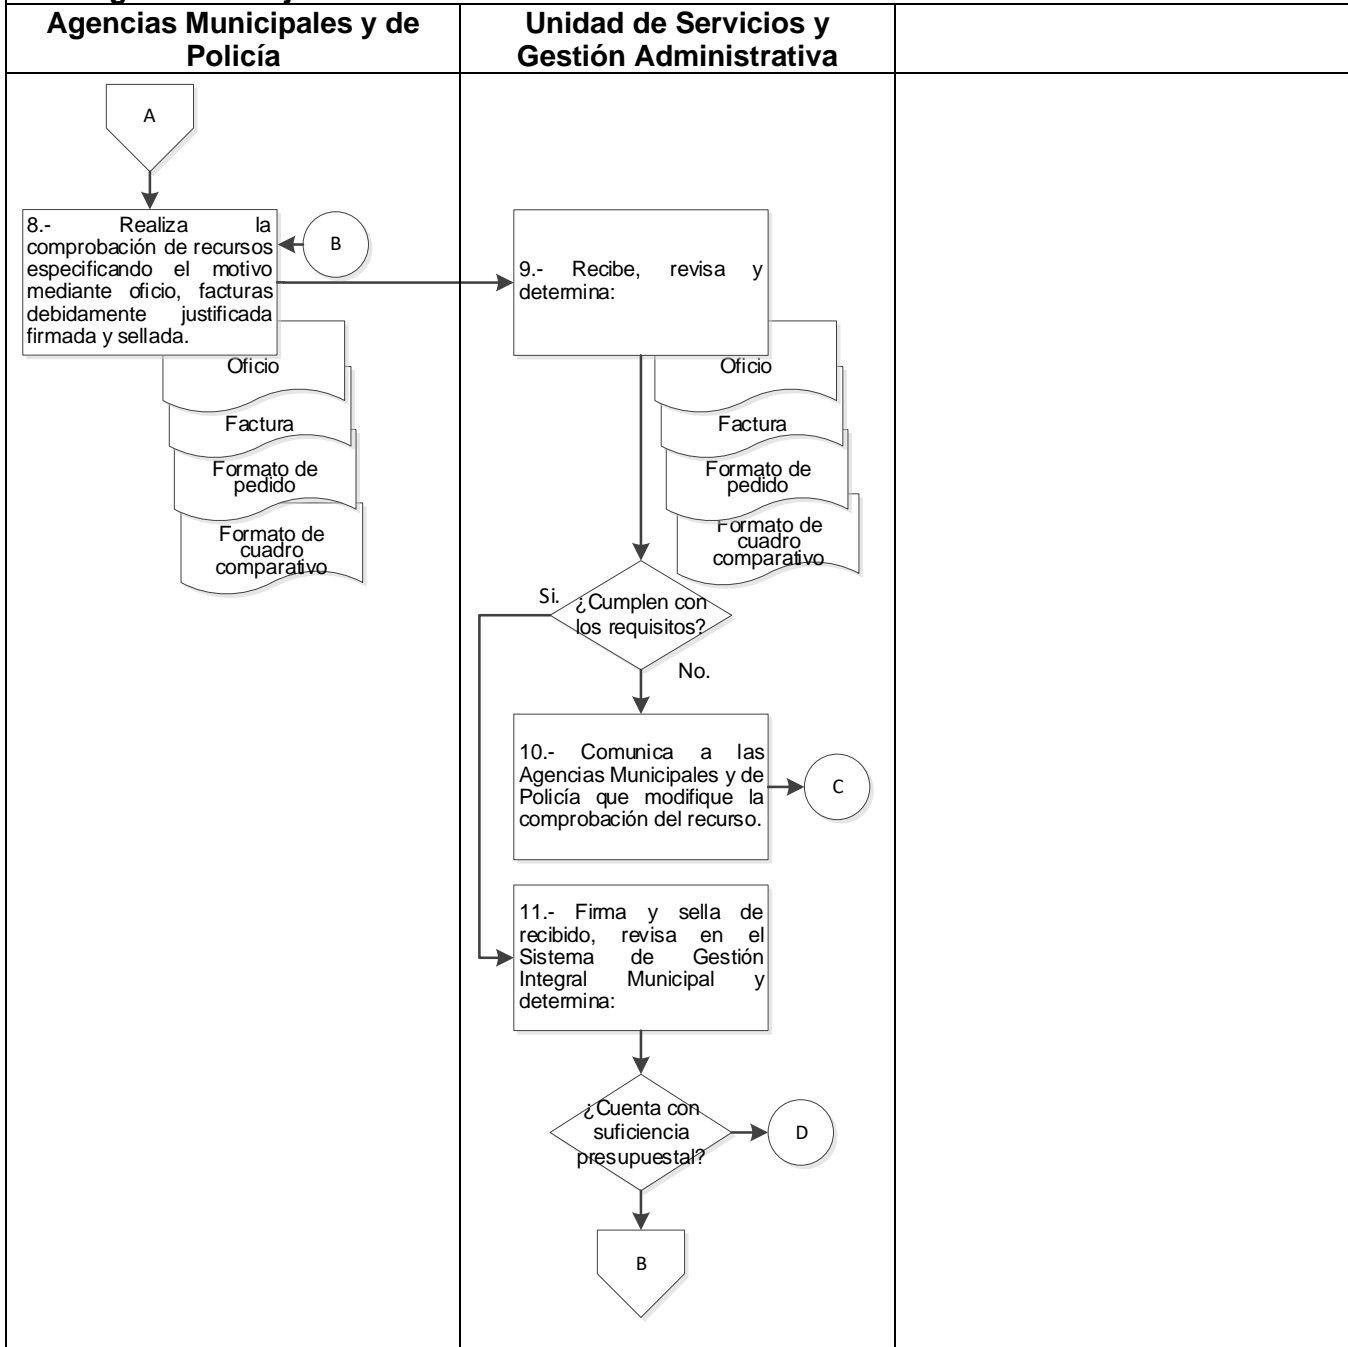 Agencias Municipales y de
Policía
Unidad de Servicios y
Gestión Administrativa
A
8.- Realiza la
comprobación de recursos
especificando el motivo
mediante oficio, facturas
debidamente justificada
firmada y sellada.
B
Oficio
Factura
Formato de
pedido
Formato de
cuadro
comparativo
9.- Recibe, revisa y
determina:
Oficio
Factura
Formato de
pedido
Formato de
cuadro
comparativo
Si.
¿Cumplen con
los requisitos?
No.
10.- Comunica a las
Agencias Municipales y de
Policía que modifique la
comprobación del recurso.
C
11.- Firma y sella de
recibido, revisa en el
Sistema de Gestión
Integral Municipal y
determina:
¿Cuenta con
suficiencia
presupuestal?
D
B